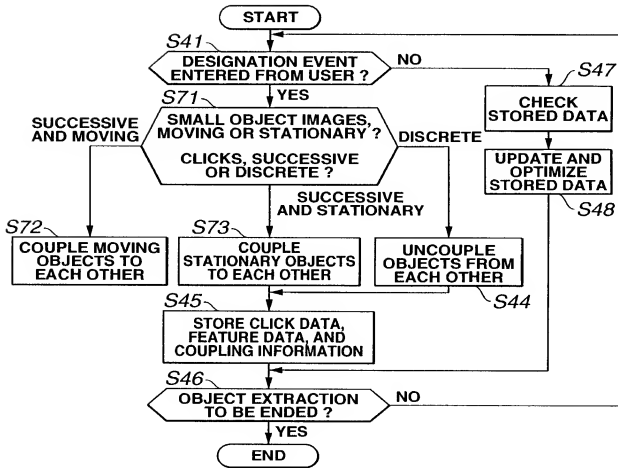 START
S41
DESIGNATION EVENT
ENTERED FROM USER ?
NO
YES
S47
CHECK
STORED DATA
S71
SMALL OBJECT IMAGES,
MOVING OR STATIONARY ?
CLICKS, SUCCESSIVE
OR DISCRETE ?
SUCCESSIVE
AND MOVING
DISCRETE
UPDATE AND
OPTIMIZE
STORED DATA
S48
SUCCESSIVE
AND STATIONARY
S72
COUPLE MOVING
OBJECTS TO
EACH OTHER
S73
COUPLE
STATIONARY OBJECTS
TO EACH OTHER
UNCOUPLE
OBJECTS FROM
EACH OTHER
S44
S45
STORE CLICK DATA,
FEATURE DATA, AND
COUPLING INFORMATION
S46
OBJECT EXTRACTION
TO BE ENDED ?
NO
YES
END